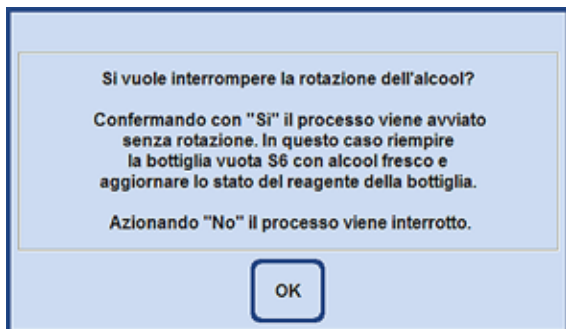 Si vuole interrompere la rotazione dell'alcool?
Confermando con "Si" il processo viene avviato
senza rotazione. In questo caso riempire
la bottiglia vuota S6 con alcool fresco e
aggiornare lo stato del reagente della bottiglia.
Azionando "No" il processo viene interrotto.
OK